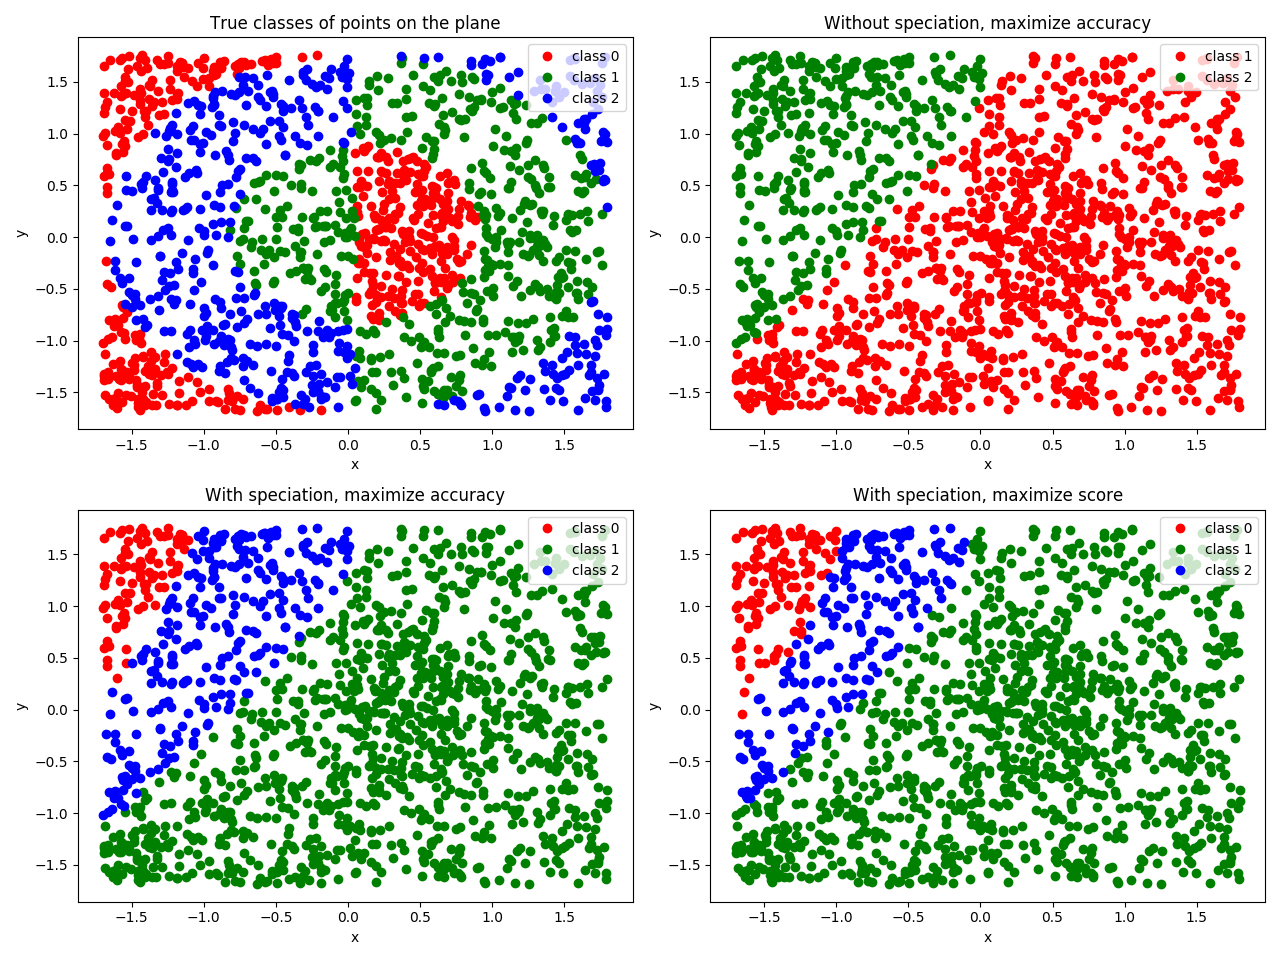 True classes of points on the plane
class 0
class 1
class 2
1.5
1.0
0.5
0.0
−0.5
−1.0
−1.5
y
−1.5 −1.0 −0.5 0.0 0.5 1.0 1.5
x
Without speciation, maximize accuracy
class 1
class 2
1.5
1.0
0.5
0.0
−0.5
−1.0
−1.5
y
−1.5 −1.0 −0.5 0.0 0.5 1.0 1.5
x
With speciation, maximize accuracy
class 0
class 1
class 2
1.5
1.0
0.5
0.0
−0.5
−1.0
−1.5
y
−1.5 −1.0 −0.5 0.0 0.5 1.0 1.5
x
With speciation, maximize score
class 0
class 1
class 2
1.5
1.0
0.5
0.0
−0.5
−1.0
−1.5
y
−1.5 −1.0 −0.5 0.0 0.5 1.0 1.5
x